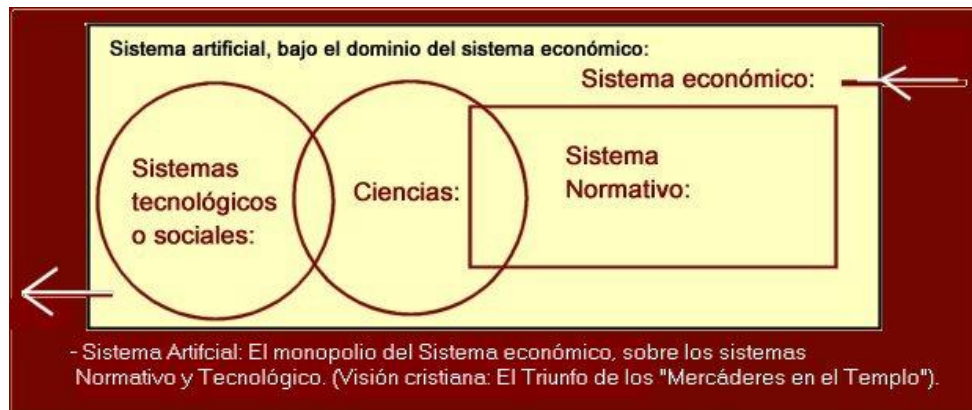 Sistema artificial, bajo el dominio del sistema económico:
Sistema económico:
Sistemas
tecnológicos
o sociales:
Ciencias:
Sistema
Normativo:
- Sistema Artifcial: El monopolio del Sistema económico, sobre los sistemas
Normativo y Tecnológico. (Visión cristiana: El Triunfo de los "Mercáderes en el Templo").